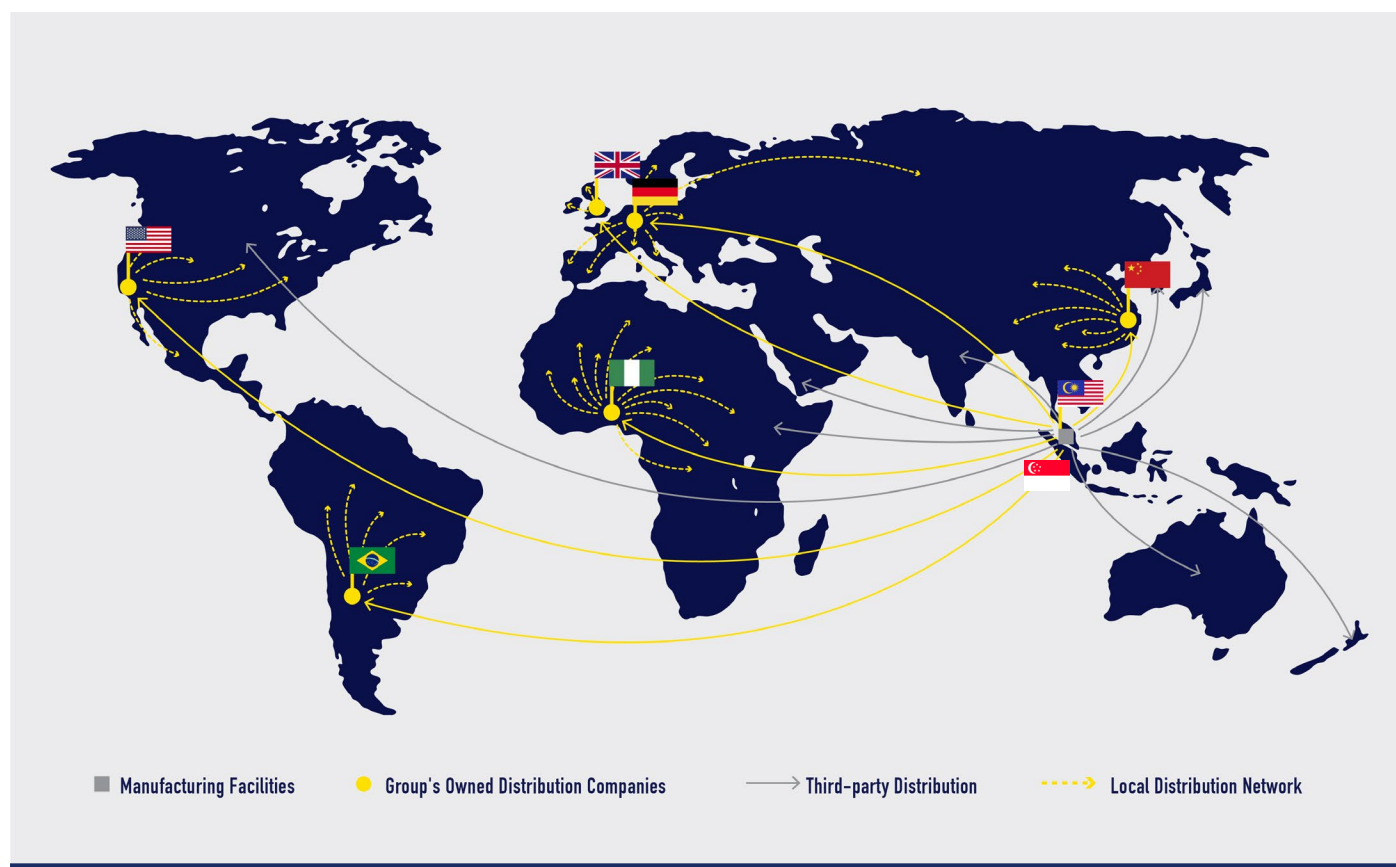 Manufacturing Facilities
Group's Owned Distribution Companies
Third-party Distribution
Local Distribution Network